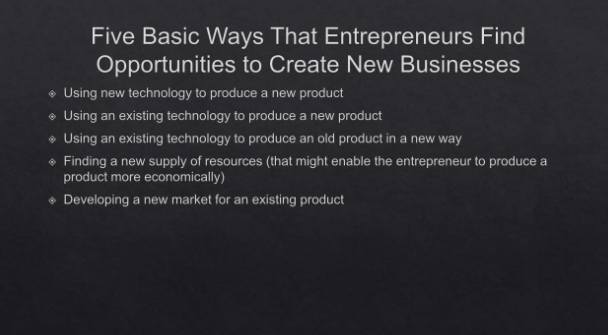 Five Basic Ways That Entrepreneurs Find
Opportunities to Create New Businesses
Using new technology to produce a new product
Using an existing technology to produce a new product
Using an existing technology to produce an old product in a new way
Finding a new supply of resources (that might enable the entrepreneur to produce a
product more economically)
Developing a new market for an existing product